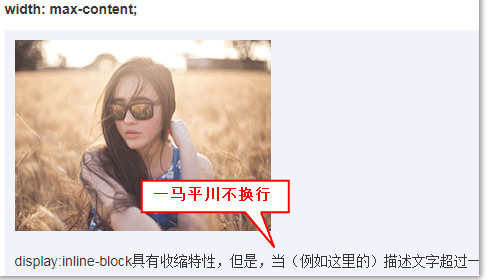 width: max-content;
一马平川不换行
display:inline-block具有收缩特性，但是，当（例如这里的）描述文字超过一